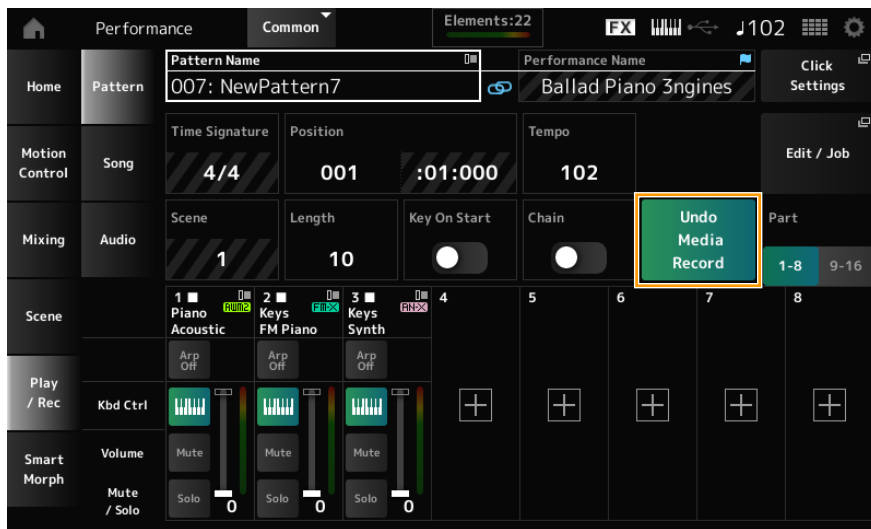 Performance
Common
Elements:22
FX
♩102
Home
Pattern
Pattern Name
007: NewPattern7
Performance Name
Ballad Piano 3ngines
Click
Settings
Motion
Control
Song
Time Signature
4/4
Position
001
:01:000
Tempo
102
Edit / Job
Mixing
Audio
Scene
1
Length
10
Key On Start
Chain
Undo
Media
Record
Part
1-8
9-16
Scene
1
Piano
Acoustic
AWM2
2
Keys
FM Piano
FM-X
3
Keys
Synth
AN-X
4
5
6
7
8
Arp
Off
Arp
Off
Arp
Off
Play
/ Rec
Kbd Ctrl
Smart
Morph
Volume
Mute
Mute
Mute
Mute
/ Solo
Solo
0
Solo
0
Solo
0